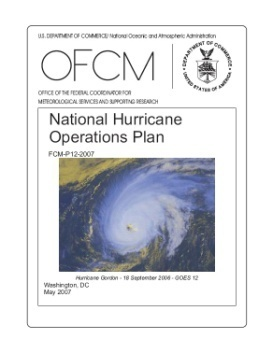 U.S. DEPARTMENT OF COMMERCE/ National Oceanic and Atmospheric Administration
OFCM
DEPARTMENT OF COMMERCE
UNITED STATES OF AMERICA
OFFICE OF THE FEDERAL COORDINATOR FOR
METEOROLOGICAL SERVICES AND SUPPORTING RESEARCH
National Hurricane
Operations Plan
FCM-P12-2007
Hurricane Gordon - 18 September 2006 - GOES 12
Washington, DC
May 2007